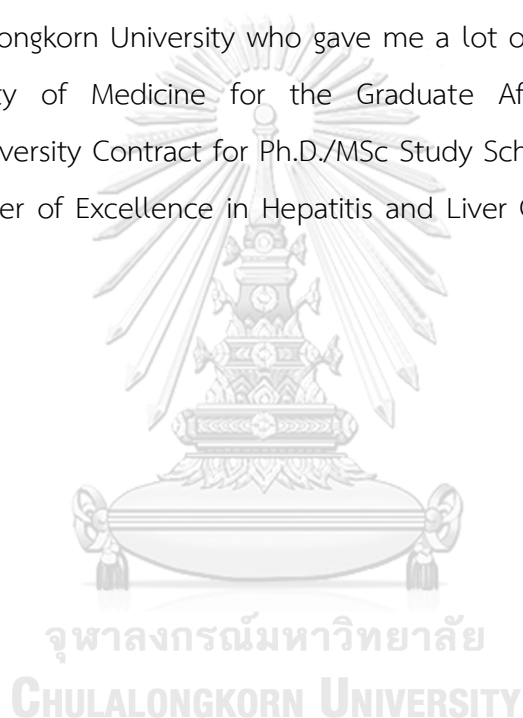 ongkorn University who gave me a lot o
ty of Medicine for the Graduate Af
iversity Contract for Ph.D./MSc Study Sch
er of Excellence in Hepatitis and Liver
จุฬาลงกรณ์มหาวิทยาลัย
CHULALONGKORN UNIVERSITY